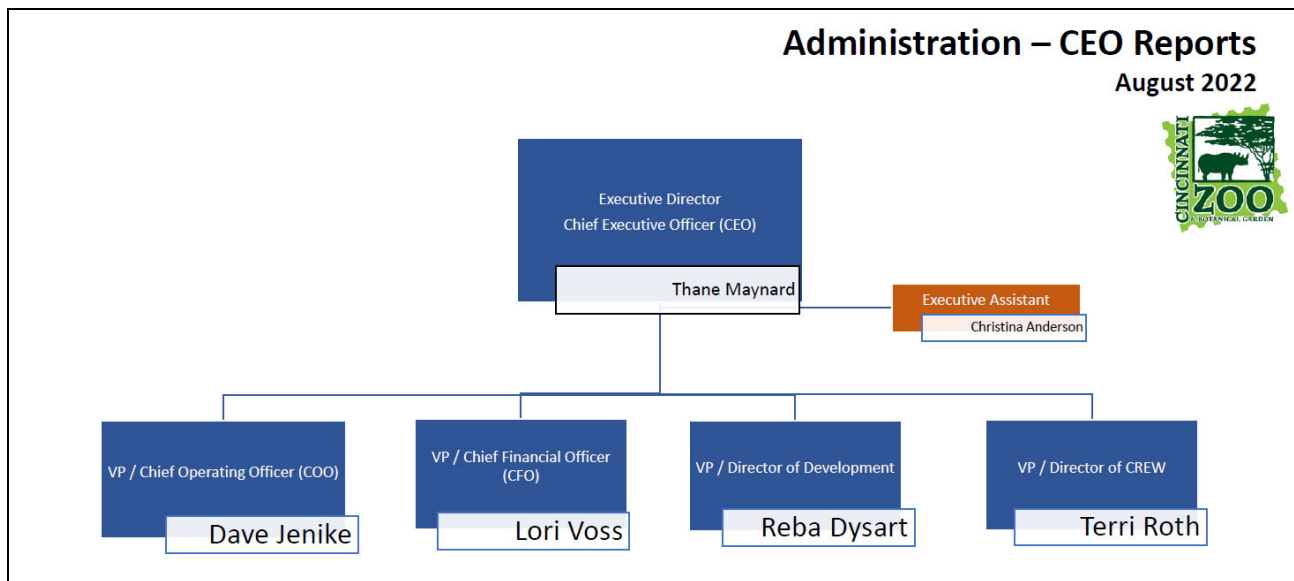 Administration – CEO Reports
August 2022
CINCINNATI
ZOO
& BOTANICAL GARDEN
Executive Director
Chief Executive Officer (CEO)
Thane Maynard
Executive Assistant
Christina Anderson
VP / Chief Operating Officer (COO)
Dave Jenike
VP / Chief Financial Officer
(CFO)
Lori Voss
VP / Director of Development
Reba Dysart
VP / Director of CREW
Terri Roth